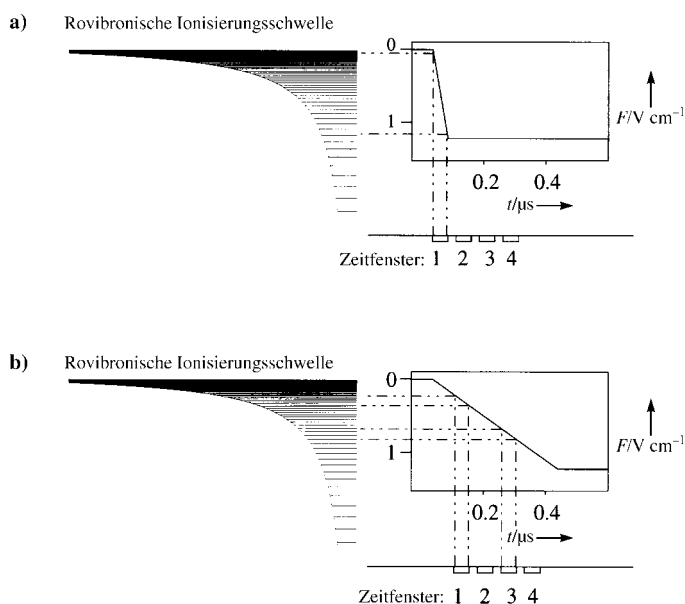 a) Rovibronische Ionisierungsschwelle
0
1
F/V cm⁻¹
0.2 0.4
t/µs
Zeitfenster: 1 2 3 4
b) Rovibronische Ionisierungsschwelle
0
1
F/V cm⁻¹
0.2 0.4
t/µs
Zeitfenster: 1 2 3 4